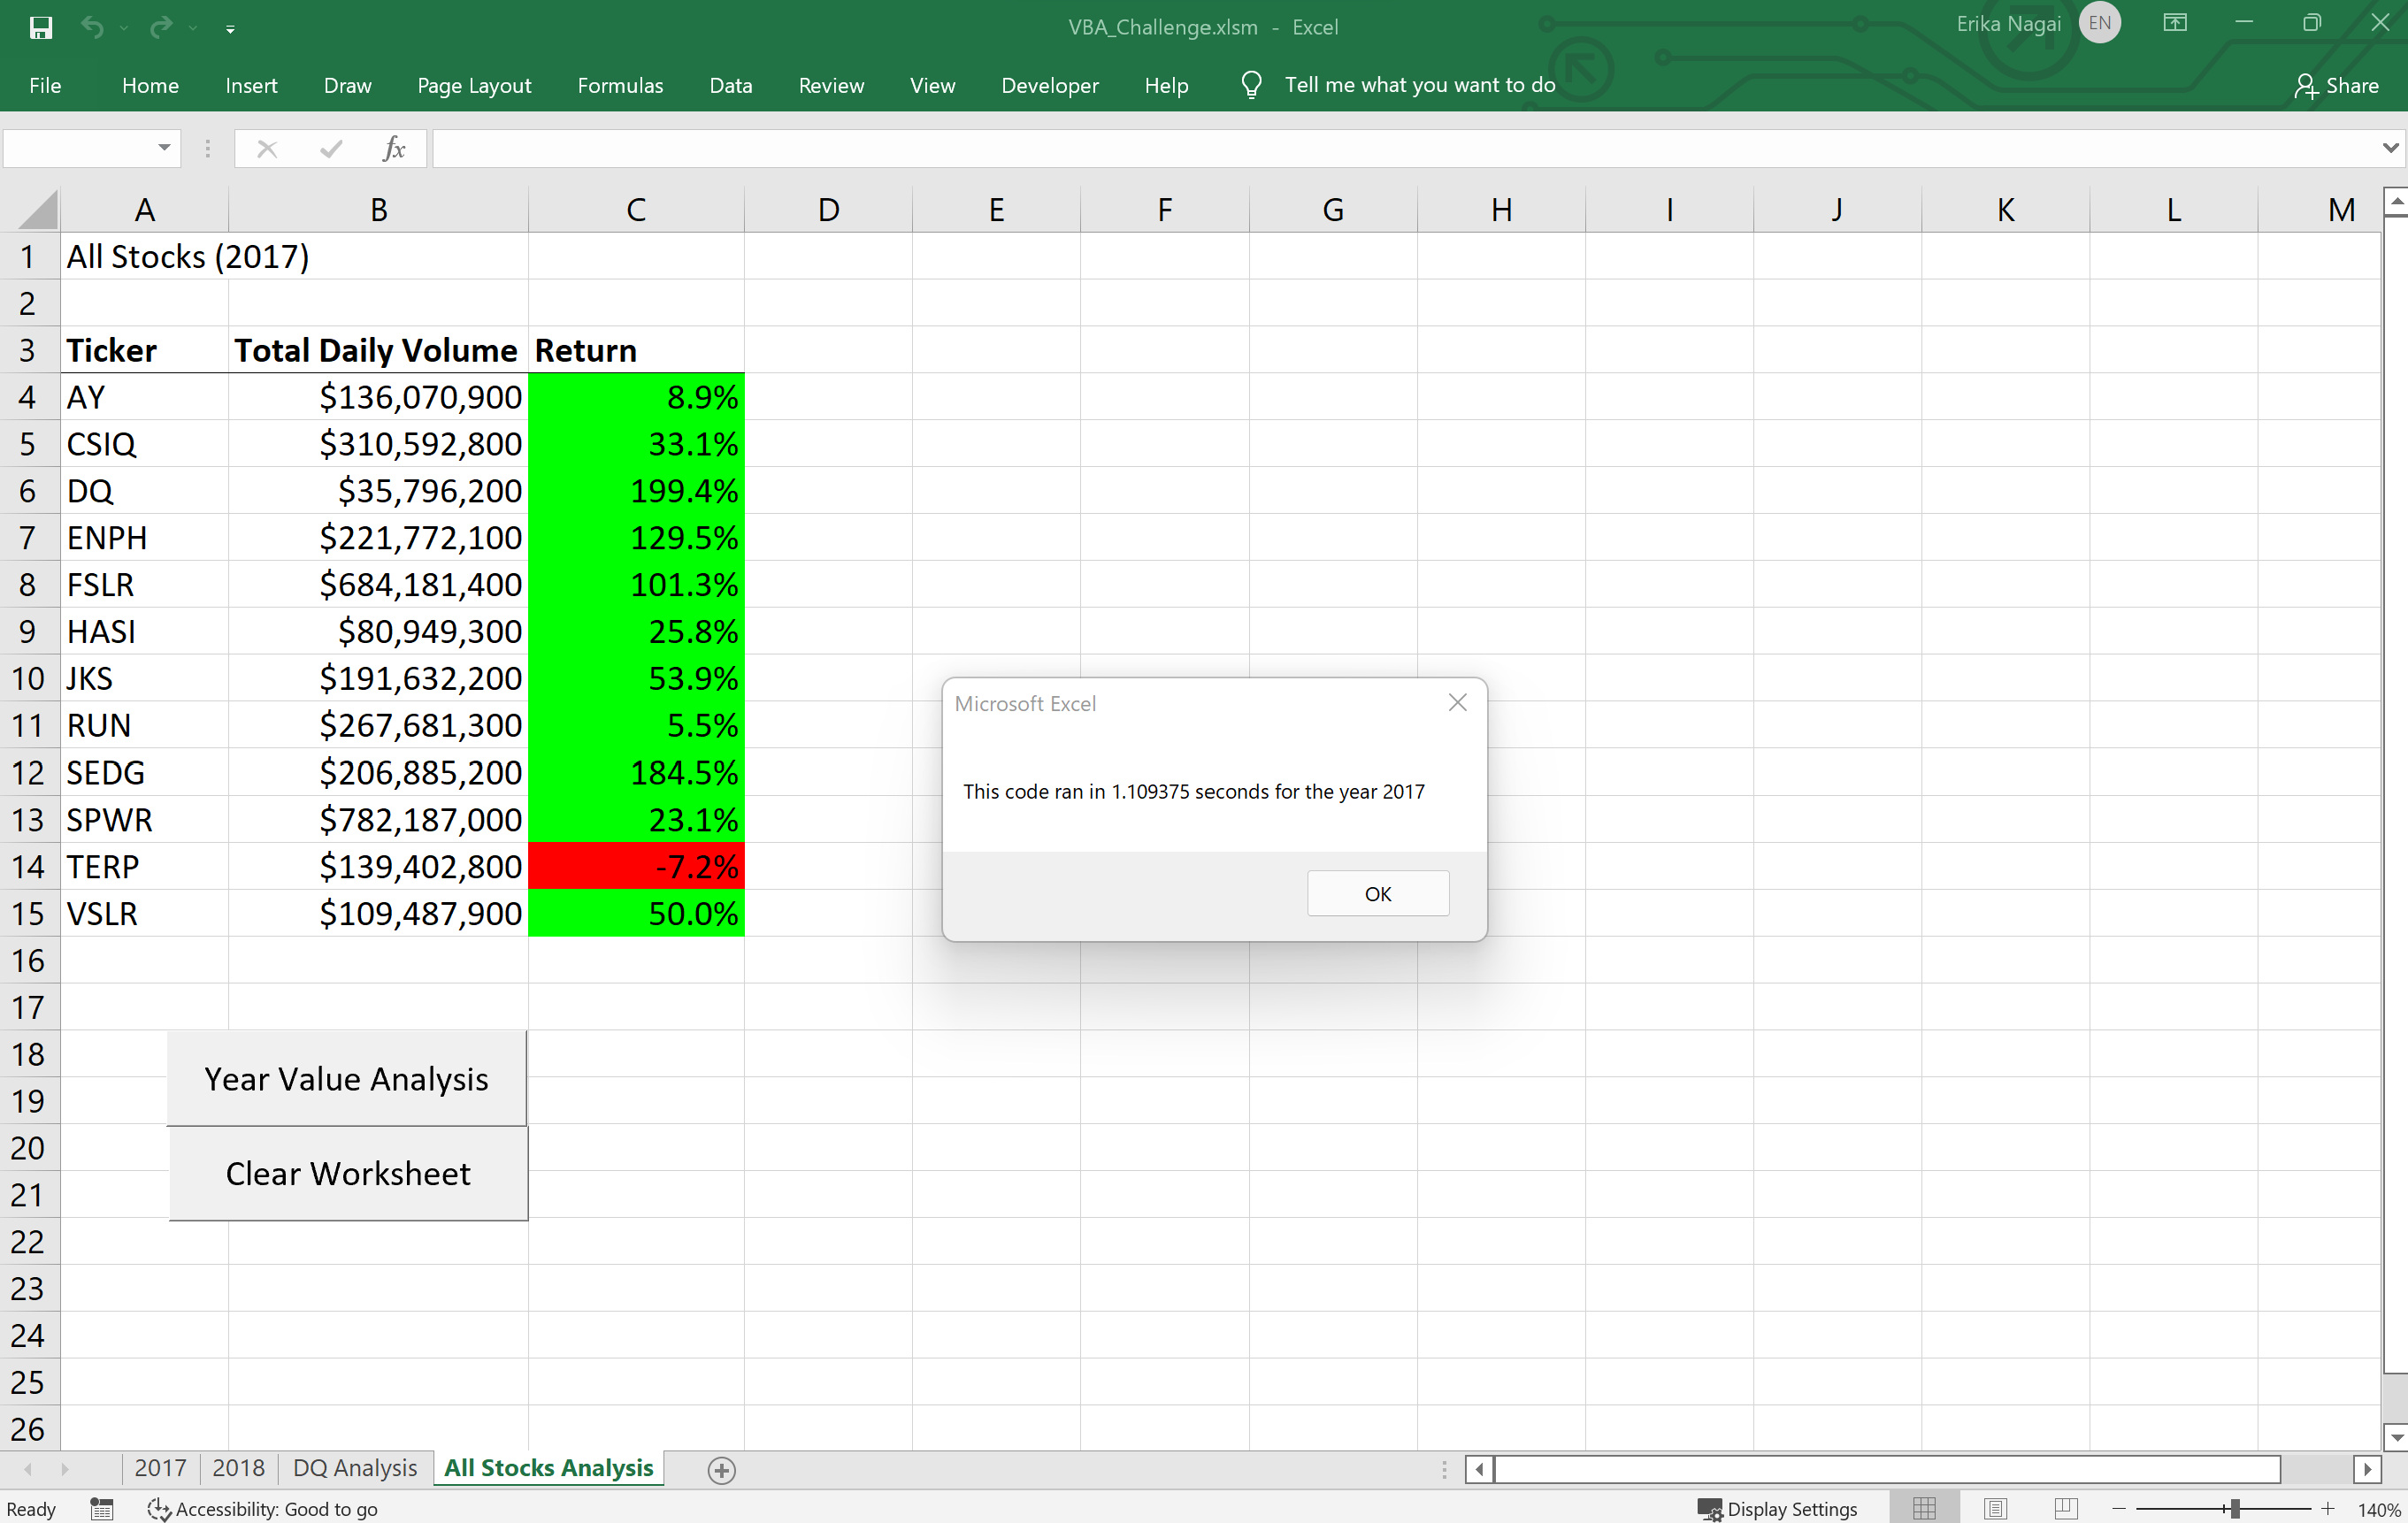 VBA_Challenge.xlsm - Excel
Erika Nagai EN
File Home Insert Draw Page Layout Formulas Data Review View Developer Help Tell me what you want to do Share
fx
A B C D E F G H I J K L M
1 All Stocks (2017)
2
3 Ticker Total Daily Volume Return
4 AY $136,070,900 8.9%
5 CSIQ $310,592,800 33.1%
6 DQ $35,796,200 199.4%
7 ENPH $221,772,100 129.5%
8 FSLR $684,181,400 101.3%
9 HASI $80,949,300 25.8%
10 JKS $191,632,200 53.9%
11 RUN $267,681,300 5.5%
12 SEDG $206,885,200 184.5%
13 SPWR $782,187,000 23.1%
14 TERP $139,402,800 -7.2%
15 VSLR $109,487,900 50.0%
16
17
18
19
20
21
22
23
24
25
26
Microsoft Excel
This code ran in 1.109375 seconds for the year 2017
OK
Year Value Analysis
Clear Worksheet
2017 2018 DQ Analysis All Stocks Analysis
Ready Accessibility: Good to go Display Settings 140%